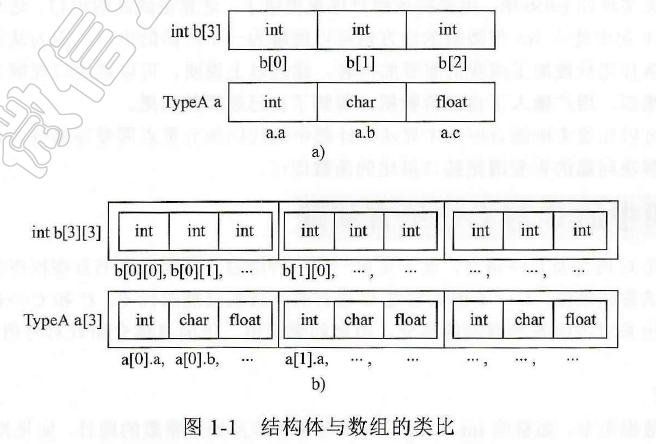 int b[3] int int int
b[0] b[1] b[2]
TypeA a int char float
a.a a.b a.c
a)
int b[3][3] int int int int int int int int int
b[0][0], b[0][1], … b[1][0], …, … …, …, …
TypeA a[3] int char float int char float int char float
a[0].a, a[0].b, … a[1].a, …, … …, …, …
b)
图 1-1 结构体与数组的类比